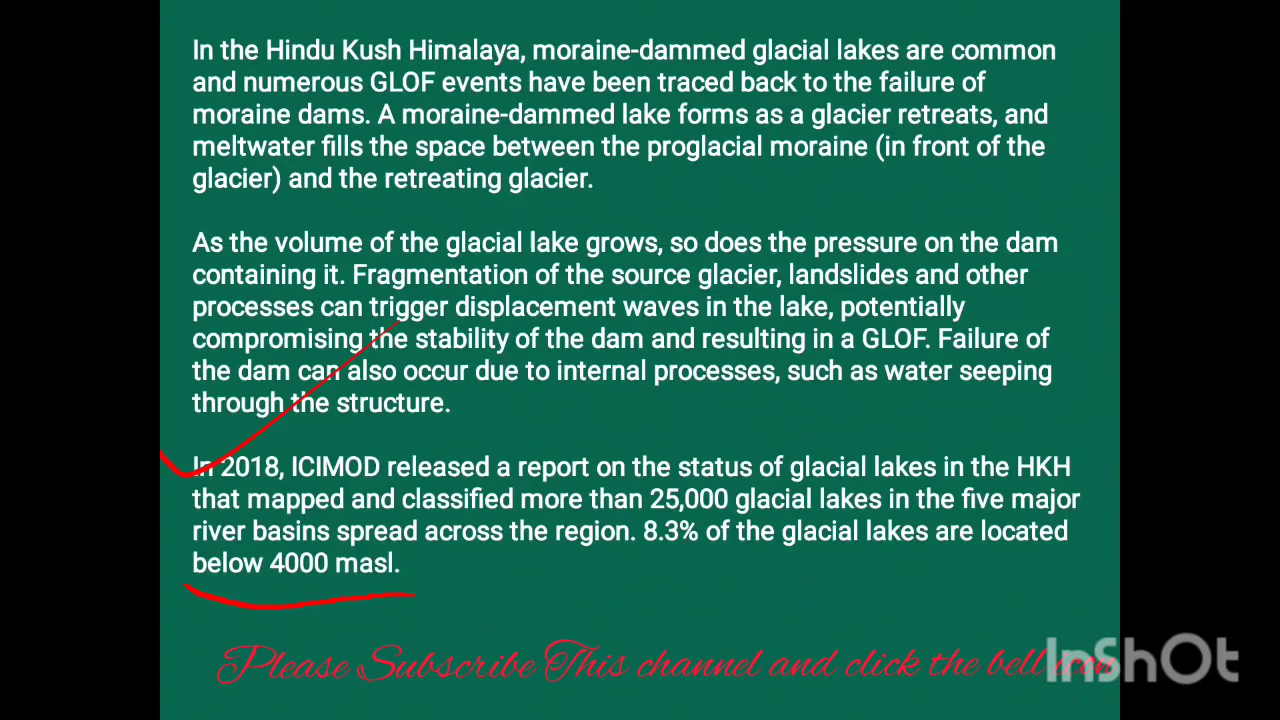 In the Hindu Kush Himalaya, moraine-dammed glacial lakes are common
and numerous GLOF events have been traced back to the failure of
moraine dams. A moraine-dammed lake forms as a glacier retreats, and
meltwater fills the space between the proglacial moraine (in front of the
glacier) and the retreating glacier.
As the volume of the glacial lake grows, so does the pressure on the dam
containing it. Fragmentation of the source glacier, landslides and other
processes can trigger displacement waves in the lake, potentially
compromising the stability of the dam and resulting in a GLOF. Failure of
the dam can also occur due to internal processes, such as water seeping
through the structure.
In 2018, ICIMOD released a report on the status of glacial lakes in the HKH
that mapped and classified more than 25,000 glacial lakes in the five major
river basins spread across the region. 8.3% of the glacial lakes are located
below 4000 masl.
Please Subscribe This channel and click the bell icon
InShOt